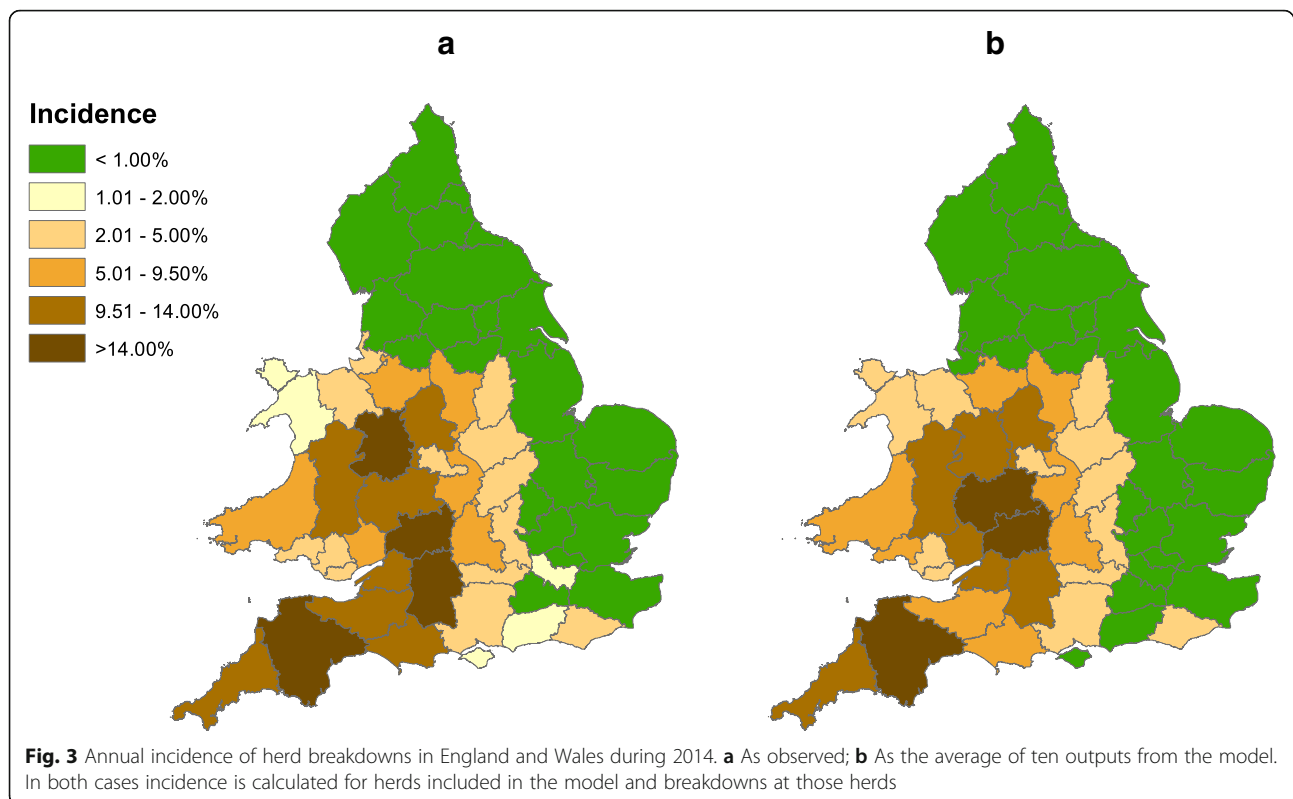 a
b
Incidence
< 1.00%
1.01 - 2.00%
2.01 - 5.00%
5.01 - 9.50%
9.51 - 14.00%
>14.00%
Fig. 3 Annual incidence of herd breakdowns in England and Wales during 2014. a As observed; b As the average of ten outputs from the model.
In both cases incidence is calculated for herds included in the model and breakdowns at those herds